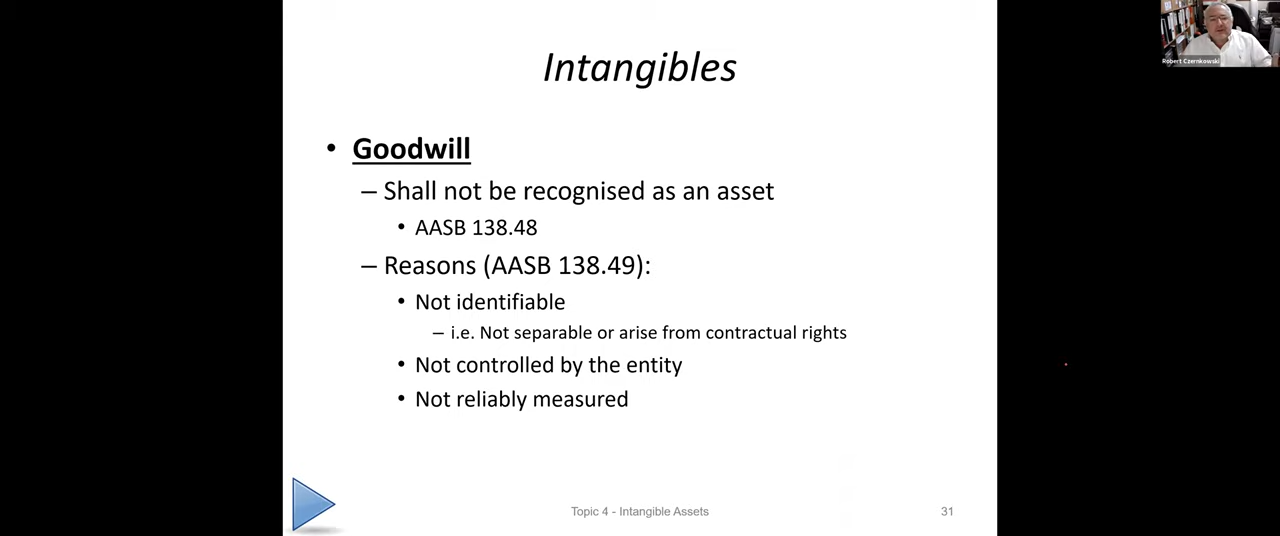 Intangibles
• Goodwill
– Shall not be recognised as an asset
• AASB 138.48
– Reasons (AASB 138.49):
• Not identifiable
– i.e. Not separable or arise from contractual rights
• Not controlled by the entity
• Not reliably measured
Topic 4 - Intangible Assets
31
Robert Czernkowski